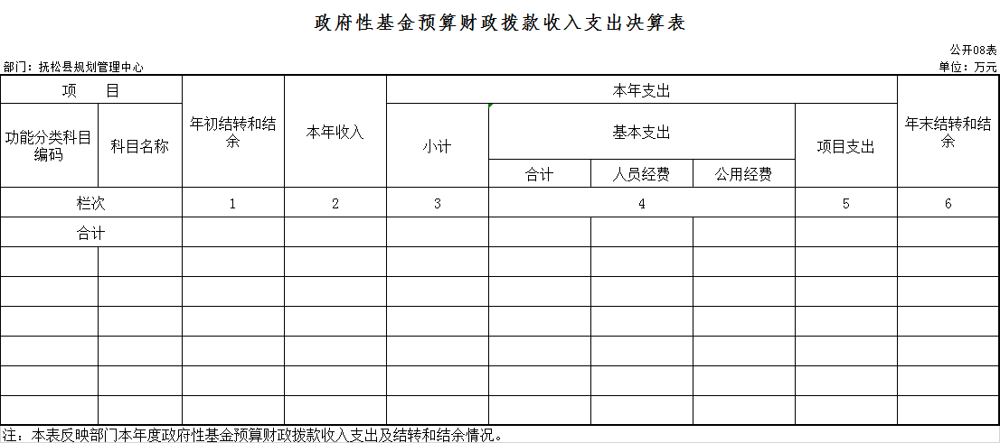 政府性基金预算财政拨款收入支出决算表
公开08表
部门：抚松县规划管理中心
单位：万元
项 目
年初结转和结余
本年收入
本年支出
年末结转和结余
功能分类科目编码
科目名称
小计
基本支出
项目支出
合计
人员经费
公用经费
栏次
1
2
3
4
5
6
合计
注：本表反映部门本年度政府性基金预算财政拨款收入支出及结转和结余情况。